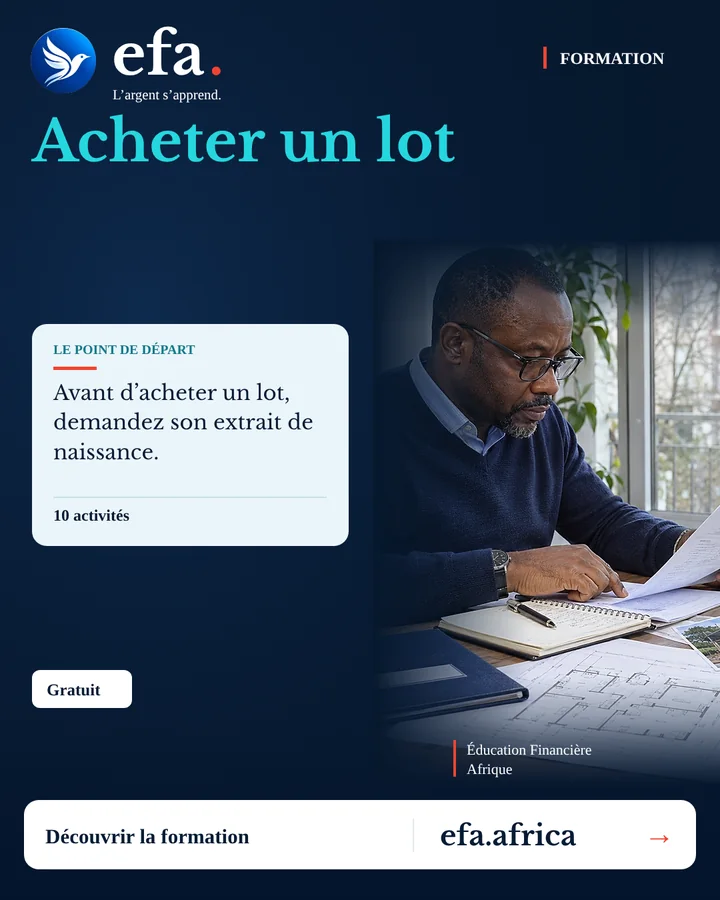 efa.
L’argent s’apprend.
FORMATION
Acheter un lot
LE POINT DE DÉPART
Avant d’acheter un lot,
demandez son extrait de
naissance.
10 activités
Gratuit
Éducation Financière
Afrique
Découvrir la formation
efa.africa →